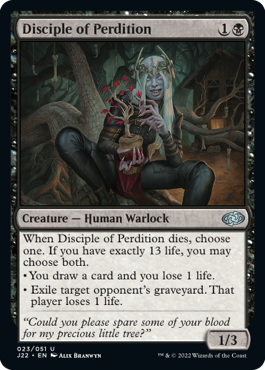 Disciple of Perdition 1
Creature — Human Warlock
When Disciple of Perdition dies, choose
one. If you have exactly 13 life, you may
choose both.
• You draw a card and you lose 1 life.
• Exile target opponent's graveyard. That
player loses 1 life.
"Could you please spare some of your blood
for my precious little tree?"
1/3
023/051 U
J22 • EN Alex Branwyn
™ & © 2022 Wizards of the Coast